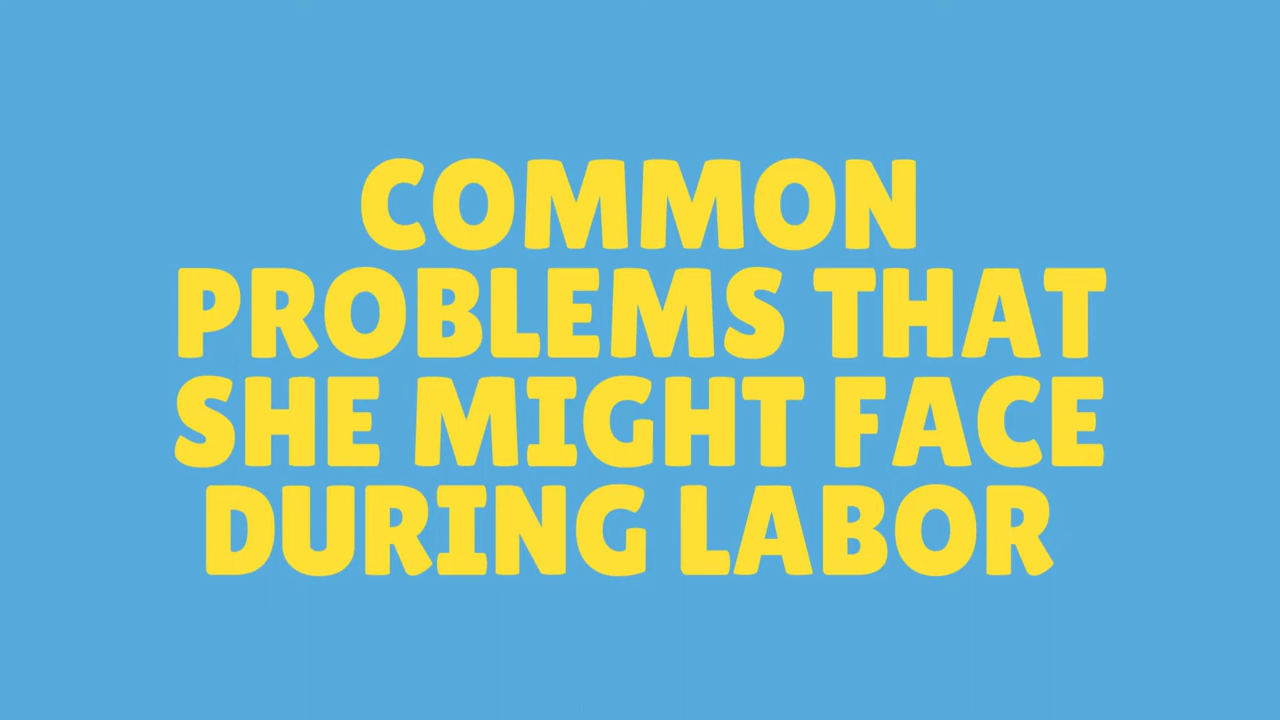 COMMON
PROBLEMS THAT
SHE MIGHT FACE
DURING LABOR